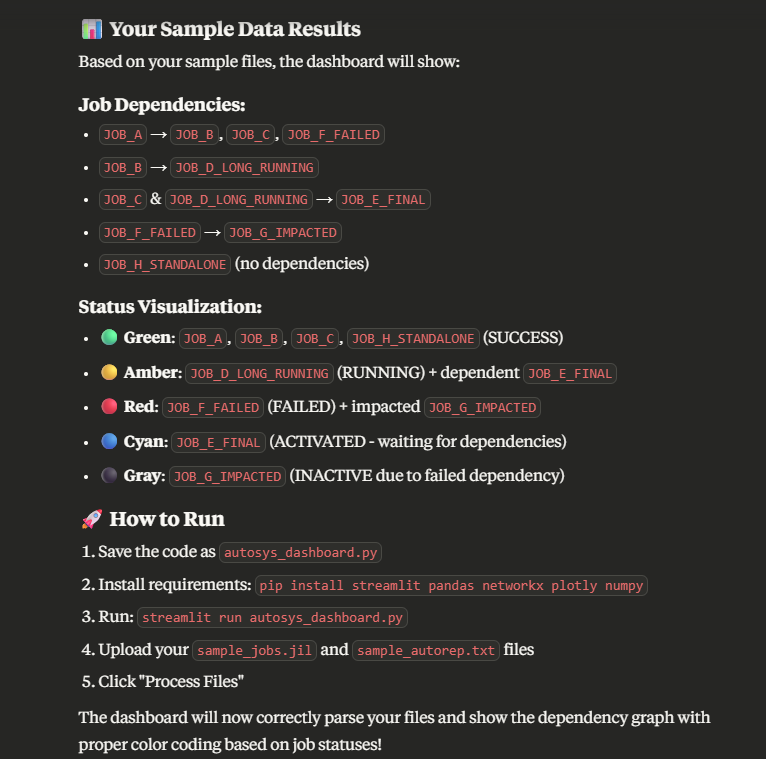 📊 Your Sample Data Results
Based on your sample files, the dashboard will show:
Job Dependencies:
• JOB_A → JOB_B, JOB_C, JOB_F_FAILED
• JOB_B → JOB_D_LONG_RUNNING
• JOB_C & JOB_D_LONG_RUNNING → JOB_E_FINAL
• JOB_F_FAILED → JOB_G_IMPACTED
• JOB_H_STANDALONE (no dependencies)
Status Visualization:
• 🟢 Green: JOB_A, JOB_B, JOB_C, JOB_H_STANDALONE (SUCCESS)
• 🟡 Amber: JOB_D_LONG_RUNNING (RUNNING) + dependent JOB_E_FINAL
• 🔴 Red: JOB_F_FAILED (FAILED) + impacted JOB_G_IMPACTED
• 🔵 Cyan: JOB_E_FINAL (ACTIVATED - waiting for dependencies)
• ⚫ Gray: JOB_G_IMPACTED (INACTIVE due to failed dependency)
🚀 How to Run
1. Save the code as autosys_dashboard.py
2. Install requirements: pip install streamlit pandas networkx plotly numpy
3. Run: streamlit run autosys_dashboard.py
4. Upload your sample_jobs.jil and sample_autorep.txt files
5. Click "Process Files"
The dashboard will now correctly parse your files and show the dependency graph with
proper color coding based on job statuses!